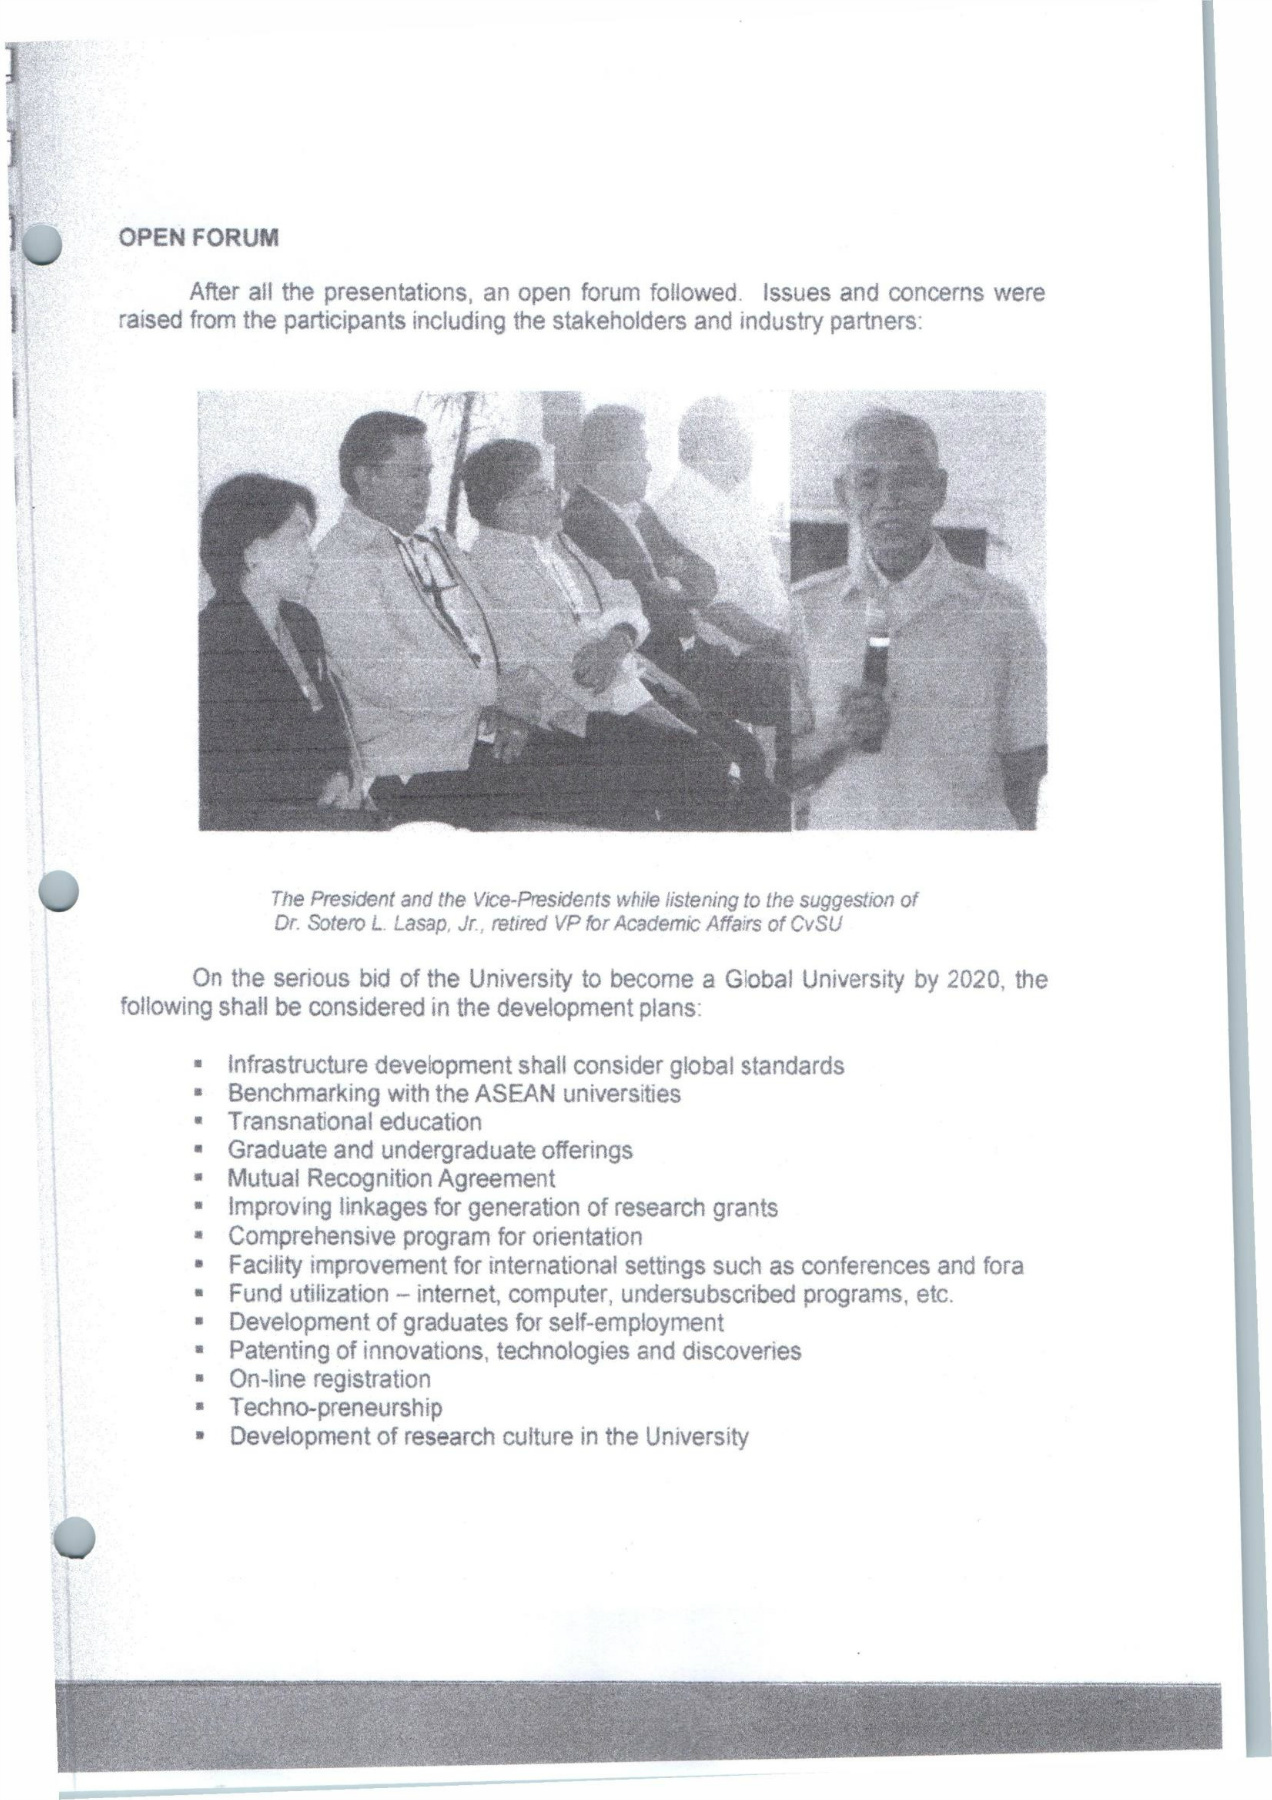 OPEN FORUM
After all the presentations, an open forum followed. Issues and concerns were
raised from the participants including the stakeholders and industry partners:
The President and the Vice-Presidents while listening to the suggestion of
Dr. Sotero L. Lasap, Jr., retired VP for Academic Affairs of CvSU
On the serious bid of the University to become a Global University by 2020, the
following shall be considered in the development plans:
▪ Infrastructure development shall consider global standards
▪ Benchmarking with the ASEAN universities
▪ Transnational education
▪ Graduate and undergraduate offerings
▪ Mutual Recognition Agreement
▪ Improving linkages for generation of research grants
▪ Comprehensive program for orientation
▪ Facility improvement for international settings such as conferences and fora
▪ Fund utilization – internet, computer, undersubscribed programs, etc.
▪ Development of graduates for self-employment
▪ Patenting of innovations, technologies and discoveries
▪ On-line registration
▪ Techno-preneurship
▪ Development of research culture in the University